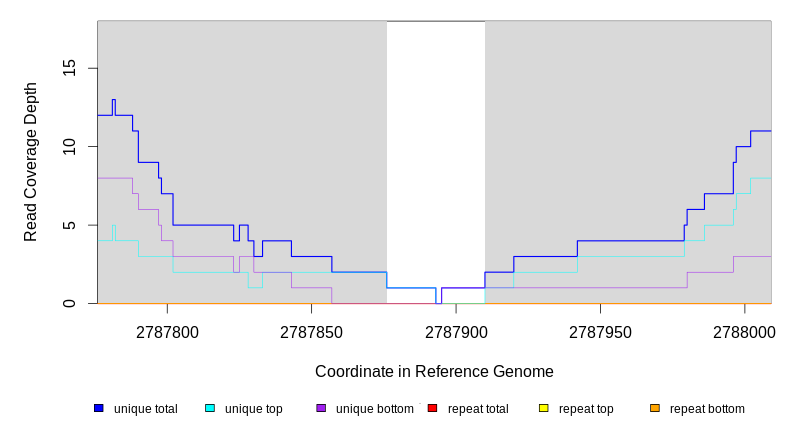 Read Coverage Depth
15
10
5
0
2787800 2787850 2787900 2787950 2788000
Coordinate in Reference Genome
unique total unique top unique bottom repeat total repeat top repeat bottom